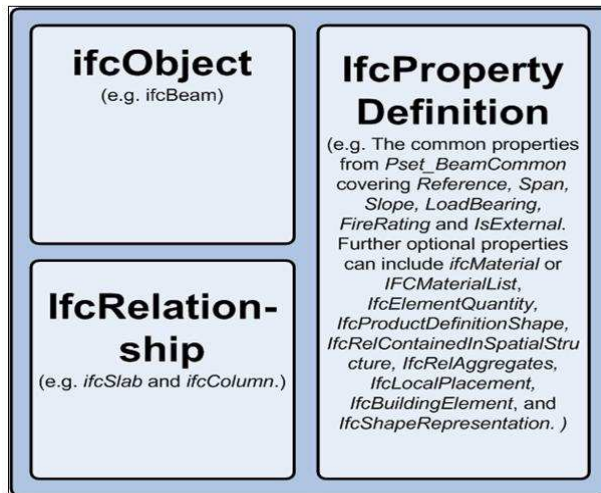 ifcObject
(e.g. ifcBeam)
IfcRelation-
ship
(e.g. ifcSlab and ifcColumn.)
IfcProperty
Definition
(e.g. The common properties
from Pset_BeamCommon
covering Reference, Span,
Slope, LoadBearing,
FireRating and IsExternal.
Further optional properties
can include ifcMaterial or
IFCMaterialList,
IfcElementQuantity,
IfcProductDefinitionShape,
IfcRelContainedInSpatialStru
cture, IfcRelAggregates,
IfcLocalPlacement,
IfcBuildingElement, and
IfcShapeRepresentation. )